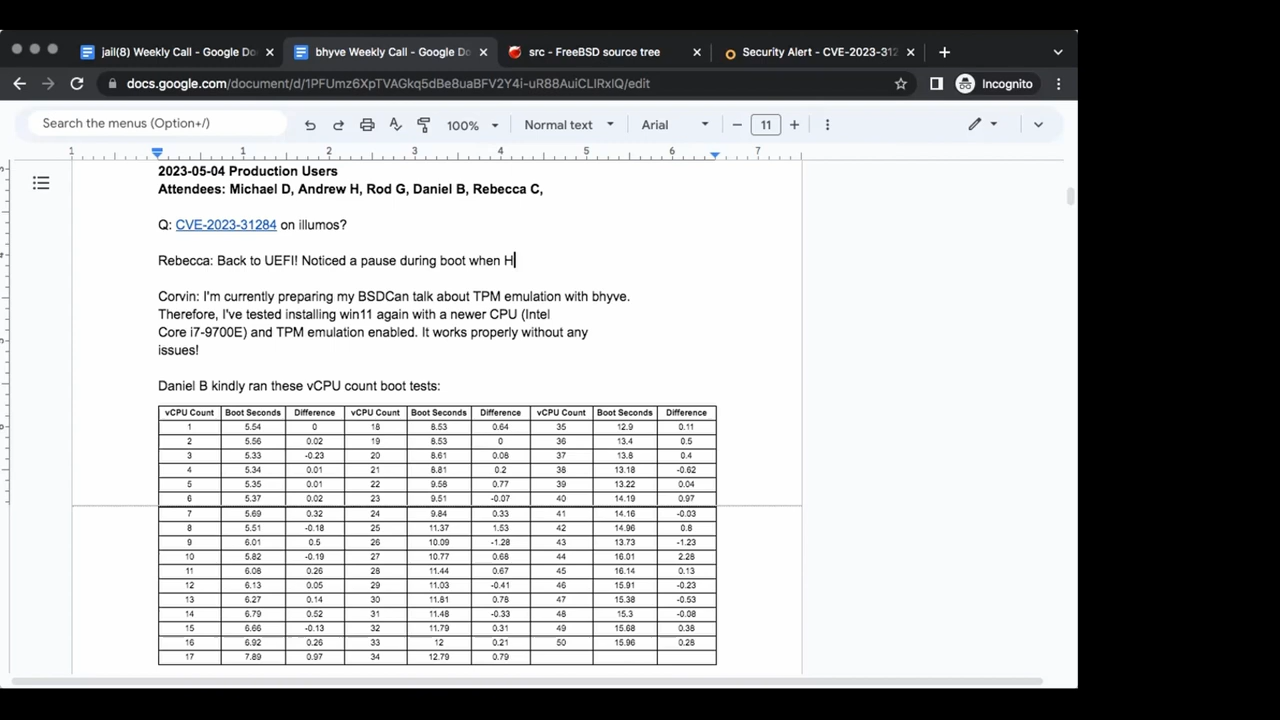 jail(8) Weekly Call - Google Do
bhyve Weekly Call - Google Do
src - FreeBSD source tree
Security Alert - CVE-2023-312
docs.google.com/document/d/1PFUmz6XpTVAGkq5dBe8uaBFV2Y4i-uR88AuiCLlRxIQ/edit
Incognito
Search the menus (Option+/)
100%
Normal text
Arial
11
1 1 2 3 4 5 6 7
2023-05-04 Production Users
Attendees: Michael D, Andrew H, Rod G, Daniel B, Rebecca C,
Q: CVE-2023-31284 on illumos?
Rebecca: Back to UEFI! Noticed a pause during boot when H
Corvin: I'm currently preparing my BSDCan talk about TPM emulation with bhyve.
Therefore, I've tested installing win11 again with a newer CPU (Intel
Core i7-9700E) and TPM emulation enabled. It works properly without any
issues!
Daniel B kindly ran these vCPU count boot tests:
vCPU Count Boot Seconds Difference vCPU Count Boot Seconds Difference vCPU Count Boot Seconds Difference
1 5.54 0 18 8.53 0.64 35 12.9 0.11
2 5.56 0.02 19 8.53 0 36 13.4 0.5
3 5.33 -0.23 20 8.61 0.08 37 13.8 0.4
4 5.34 0.01 21 8.81 0.2 38 13.18 -0.62
5 5.35 0.01 22 9.58 0.77 39 13.22 0.04
6 5.37 0.02 23 9.51 -0.07 40 14.19 0.97
7 5.69 0.32 24 9.84 0.33 41 14.16 -0.03
8 5.51 -0.18 25 11.37 1.53 42 14.96 0.8
9 6.01 0.5 26 10.09 -1.28 43 13.73 -1.23
10 5.82 -0.19 27 10.77 0.68 44 16.01 2.28
11 6.08 0.26 28 11.44 0.67 45 16.14 0.13
12 6.13 0.05 29 11.03 -0.41 46 15.91 -0.23
13 6.27 0.14 30 11.81 0.78 47 15.38 -0.53
14 6.79 0.52 31 11.48 -0.33 48 15.3 -0.08
15 6.66 -0.13 32 11.79 0.31 49 15.68 0.38
16 6.92 0.26 33 12 0.21 50 15.96 0.28
17 7.89 0.97 34 12.79 0.79